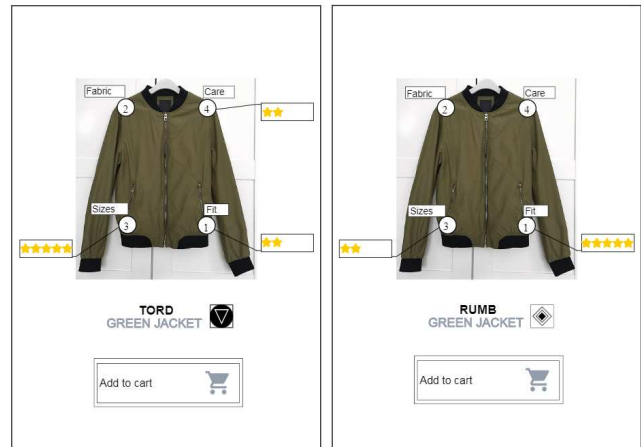 Fabric
Care
2
4
Sizes
Fit
3
1
TORD
GREEN JACKET
Add to cart
Fabric
Care
2
4
Sizes
Fit
3
1
RUMB
GREEN JACKET
Add to cart